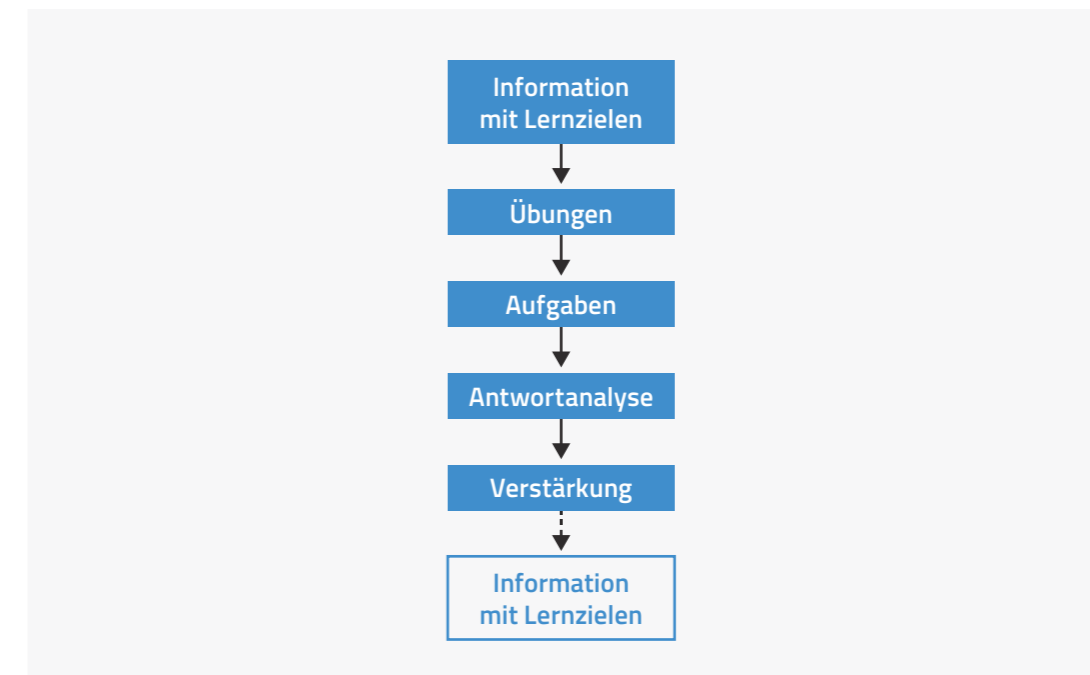 Information
mit Lernzielen
Übungen
Aufgaben
Antwortanalyse
Verstärkung
Information
mit Lernzielen